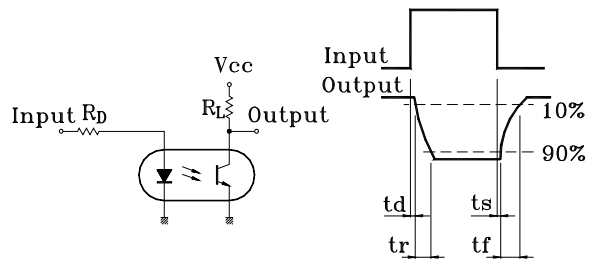 Vcc
Input RD
RL Output
Input
Output
10%
90%
td
ts
tr
tf